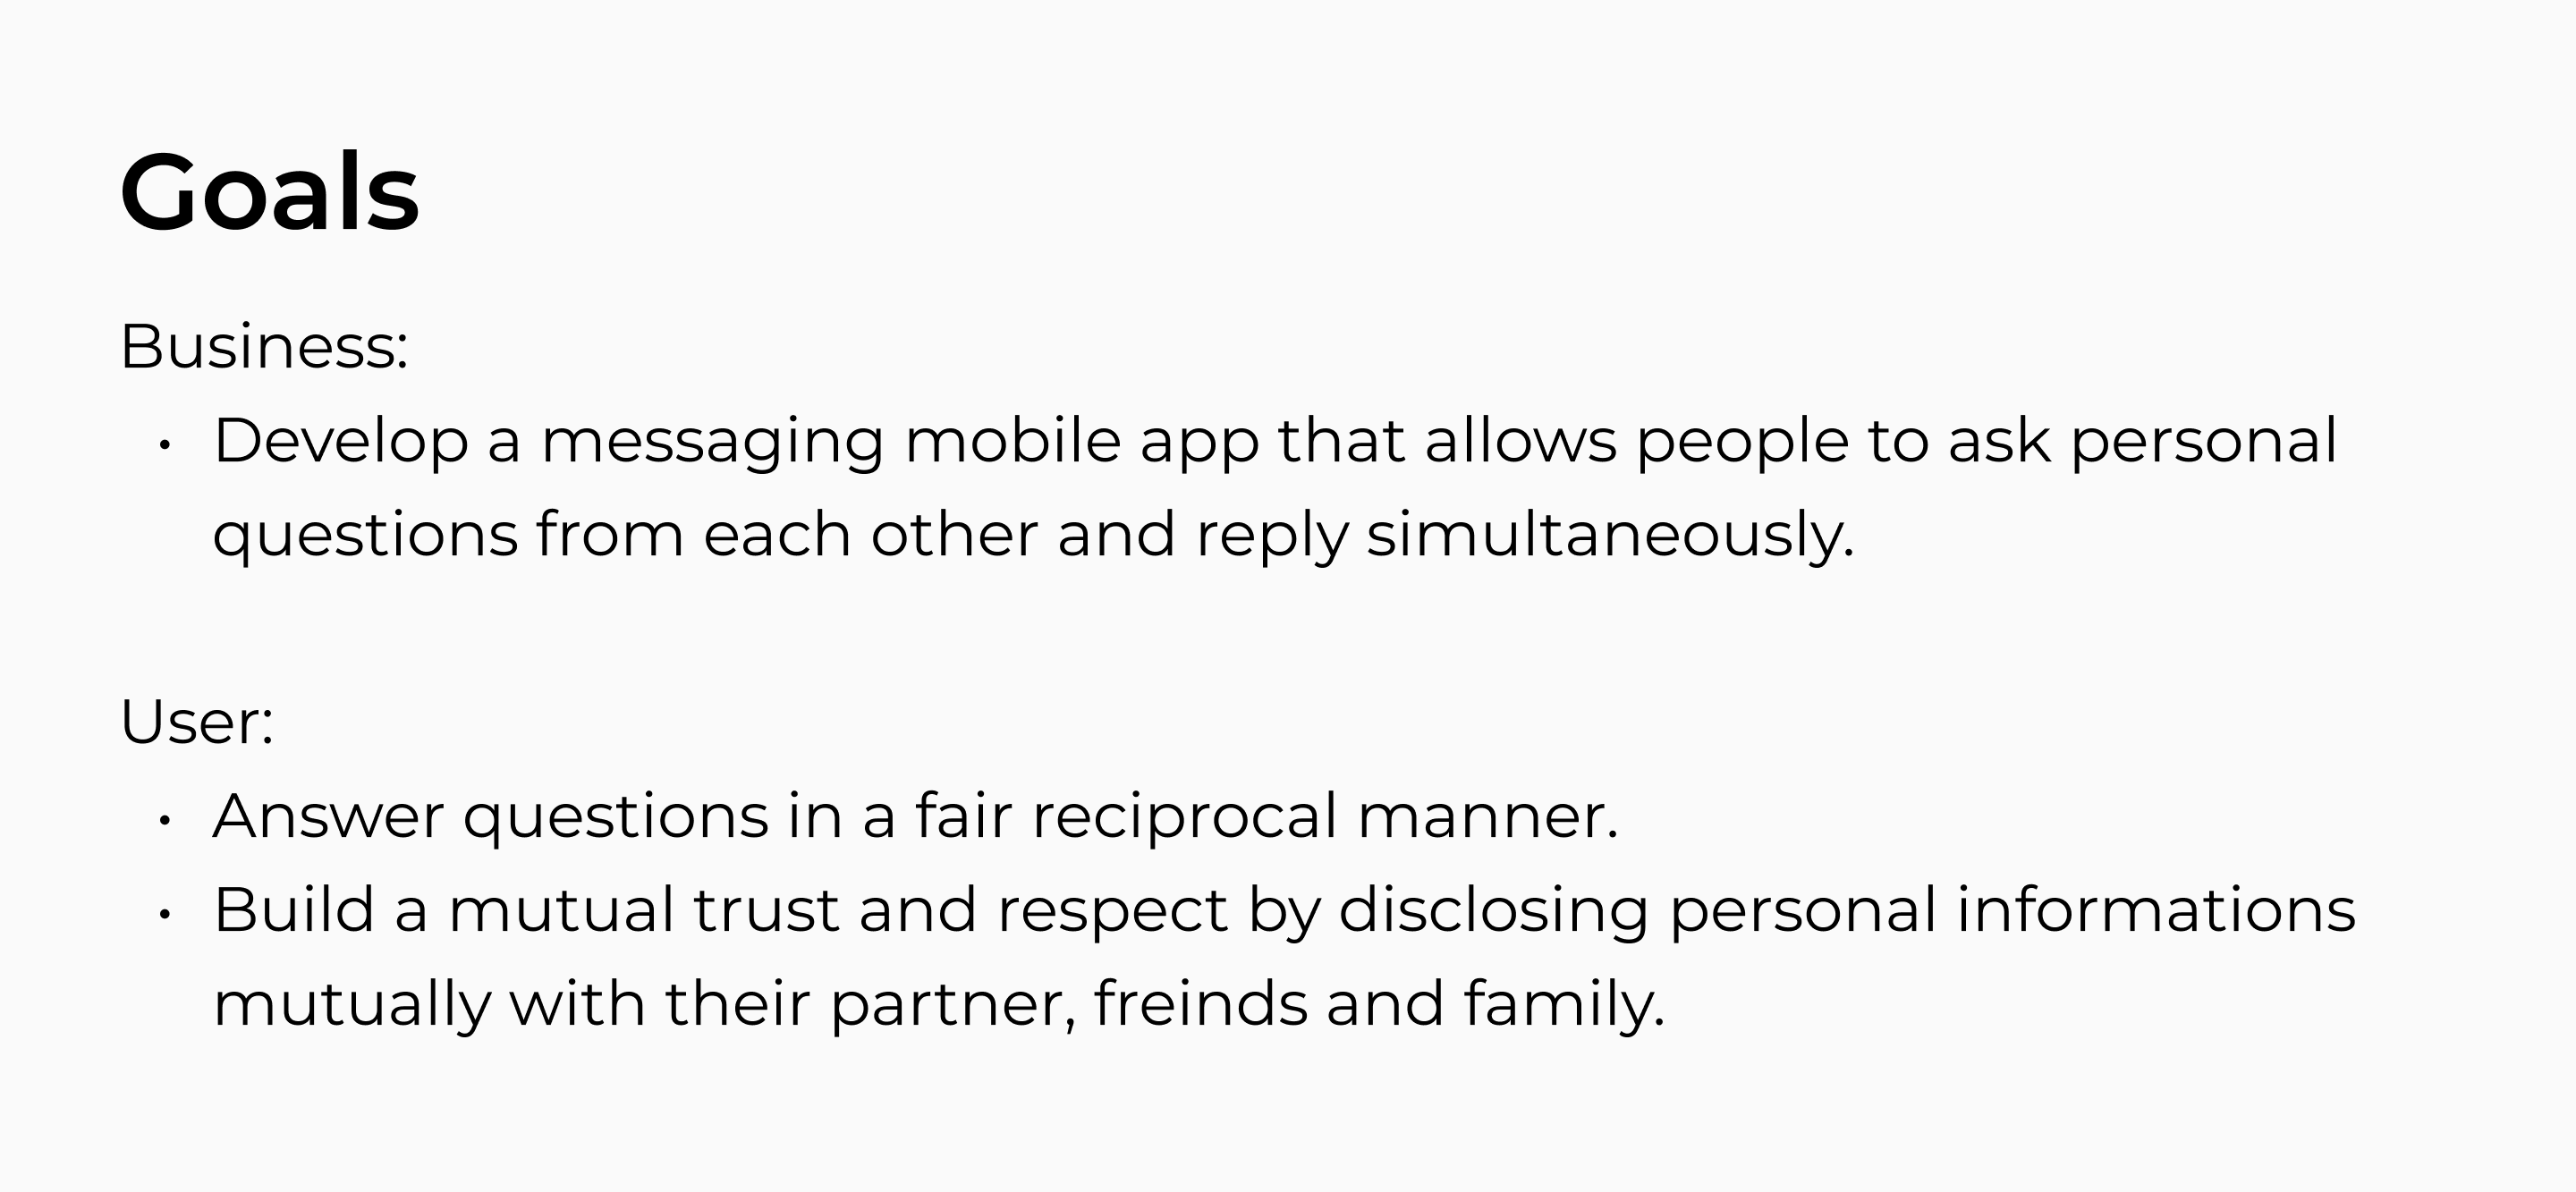 Goals
Business:
• Develop a messaging mobile app that allows people to ask personal
questions from each other and reply simultaneously.
User:
• Answer questions in a fair reciprocal manner.
• Build a mutual trust and respect by disclosing personal informations
mutually with their partner, freinds and family.